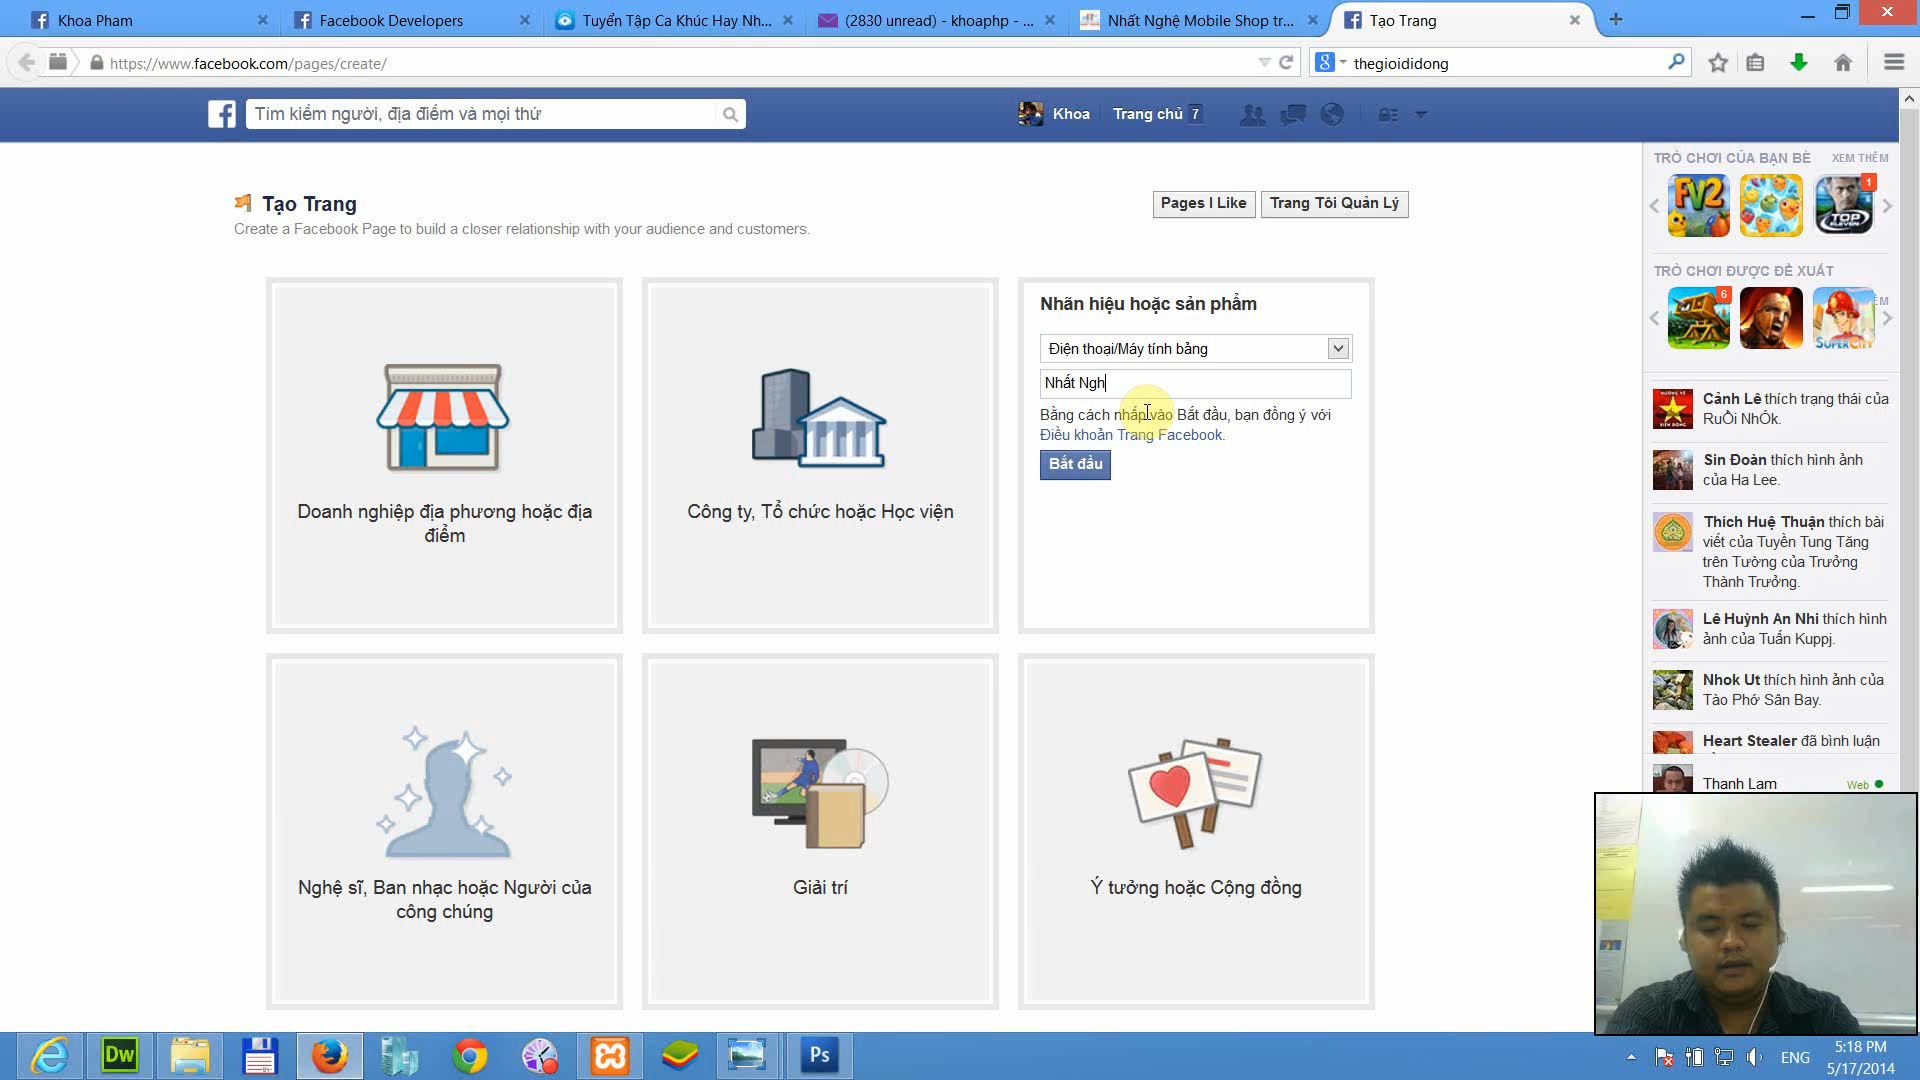 Khoa Pham
Facebook Developers
Tuyển Tập Ca Khúc Hay Nh...
(2830 unread) - khoaphp - ...
Nhất Nghệ Mobile Shop tr...
Tạo Trang
https://www.facebook.com/pages/create/
thegioididong
Tìm kiếm người, địa điểm và mọi thứ
Khoa
Trang chủ 7
Tạo Trang
Create a Facebook Page to build a closer relationship with your audience and customers.
Pages I Like
Trang Tôi Quản Lý
Doanh nghiệp địa phương hoặc địa
điểm
Công ty, Tổ chức hoặc Học viện
Nhãn hiệu hoặc sản phẩm
Điện thoại/Máy tính bảng
Nhất Ngh
Bằng cách nhấp vào Bắt đầu, bạn đồng ý với
Điều khoản Trang Facebook.
Bắt đầu
Nghệ sĩ, Ban nhạc hoặc Người của
công chúng
Giải trí
Ý tưởng hoặc Cộng đồng
TRÒ CHƠI CỦA BẠN BÈ
XEM THÊM
FV2
TOP
ELEVEN
1
TRÒ CHƠI ĐƯỢC ĐỀ XUẤT
6
SUPERCITY
Cảnh Lê thích trạng thái của
RuỒi NhÓk.
Sin Đoàn thích hình ảnh
của Ha Lee.
Thích Huệ Thuận thích bài
viết của Tuyền Tung Tăng
trên Tường của Trưởng
Thành Trưởng.
Lê Huỳnh An Nhi thích hình
ảnh của Tuấn Kuppj.
Nhok Ut thích hình ảnh của
Tào Phớ Sân Bay.
Heart Stealer đã bình luận
Thanh Lam
Web
Dw
Ps
ENG
5:18 PM
5/17/2014